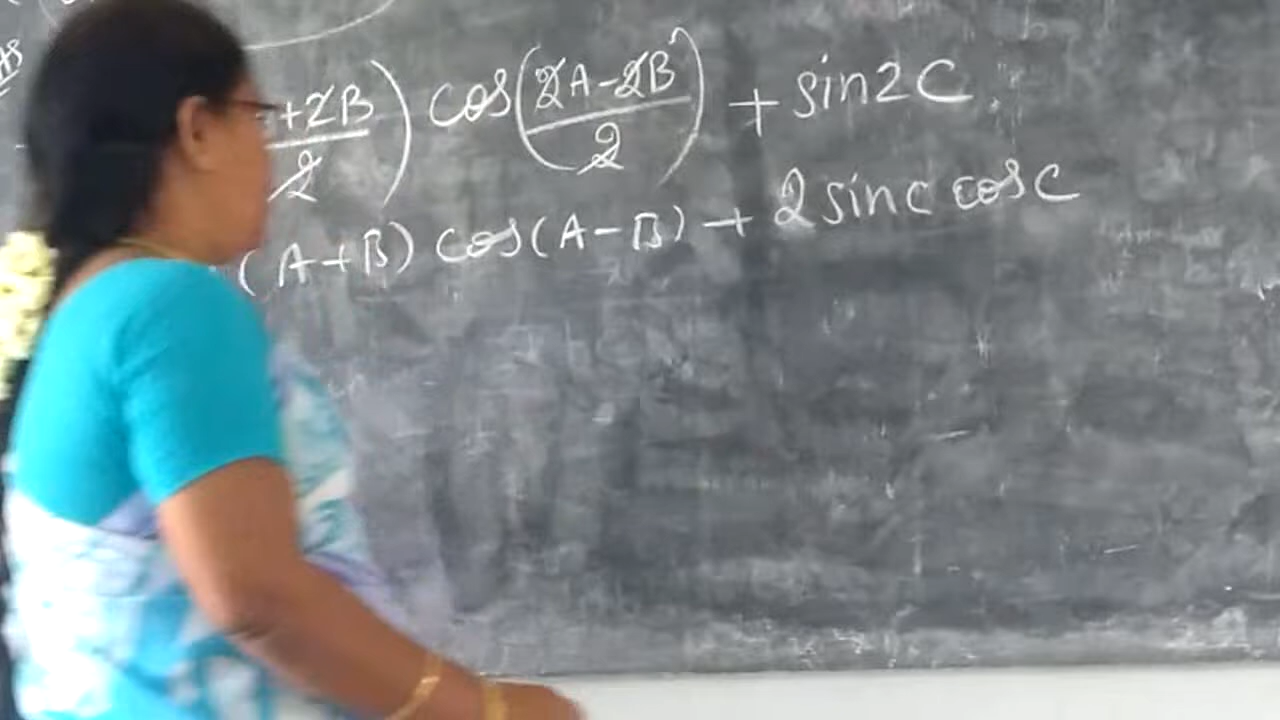 +2B/2) cos(2A-2B/2) + sin2C.
(A+B) cos(A-B) + 2 sinc cosc